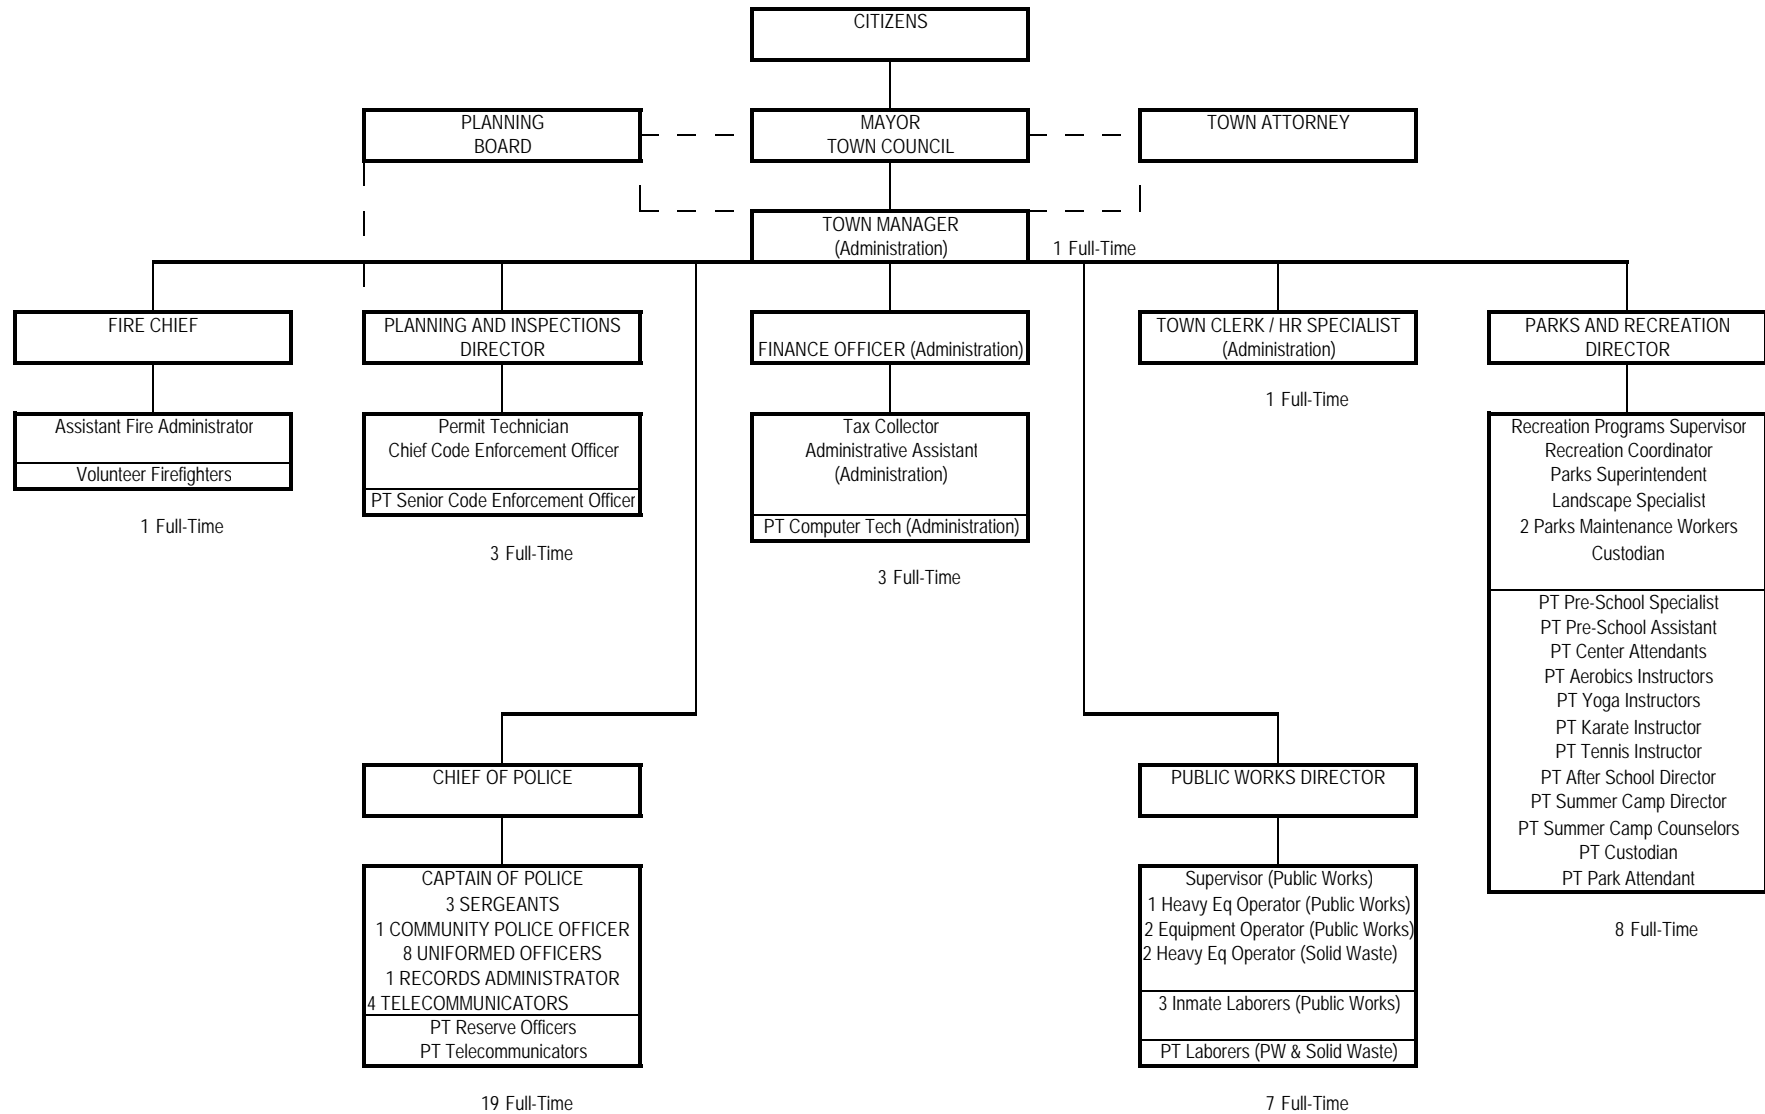 CITIZENS
PLANNING
BOARD
MAYOR
TOWN COUNCIL
TOWN ATTORNEY
TOWN MANAGER
(Administration)
1 Full-Time
FIRE CHIEF
PLANNING AND INSPECTIONS
DIRECTOR
FINANCE OFFICER (Administration)
TOWN CLERK / HR SPECIALIST
(Administration)
PARKS AND RECREATION
DIRECTOR
1 Full-Time
Assistant Fire Administrator
Volunteer Firefighters
1 Full-Time
Permit Technician
Chief Code Enforcement Officer
PT Senior Code Enforcement Officer
3 Full-Time
Tax Collector
Administrative Assistant
(Administration)
PT Computer Tech (Administration)
3 Full-Time
Recreation Programs Supervisor
Recreation Coordinator
Parks Superintendent
Landscape Specialist
2 Parks Maintenance Workers
Custodian
PT Pre-School Specialist
PT Pre-School Assistant
PT Center Attendants
PT Aerobics Instructors
PT Yoga Instructors
PT Karate Instructor
PT Tennis Instructor
PT After School Director
PT Summer Camp Director
PT Summer Camp Counselors
PT Custodian
PT Park Attendant
8 Full-Time
CHIEF OF POLICE
CAPTAIN OF POLICE
3 SERGEANTS
1 COMMUNITY POLICE OFFICER
8 UNIFORMED OFFICERS
1 RECORDS ADMINISTRATOR
4 TELECOMMUNICATORS
PT Reserve Officers
PT Telecommunicators
19 Full-Time
PUBLIC WORKS DIRECTOR
Supervisor (Public Works)
1 Heavy Eq Operator (Public Works)
2 Equipment Operator (Public Works)
2 Heavy Eq Operator (Solid Waste)
3 Inmate Laborers (Public Works)
PT Laborers (PW & Solid Waste)
7 Full-Time